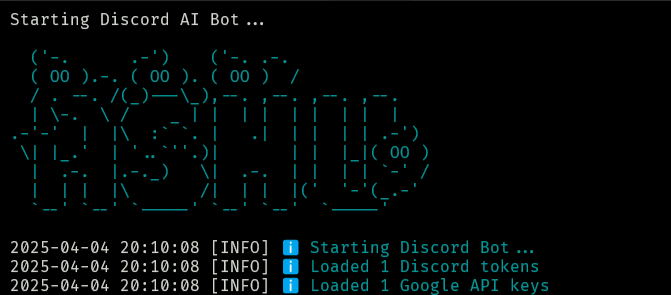 Starting Discord AI Bot...
ASHU
2025-04-04 20:10:08 [INFO] ℹ️ Starting Discord Bot...
2025-04-04 20:10:08 [INFO] ℹ️ Loaded 1 Discord tokens
2025-04-04 20:10:08 [INFO] ℹ️ Loaded 1 Google API keys